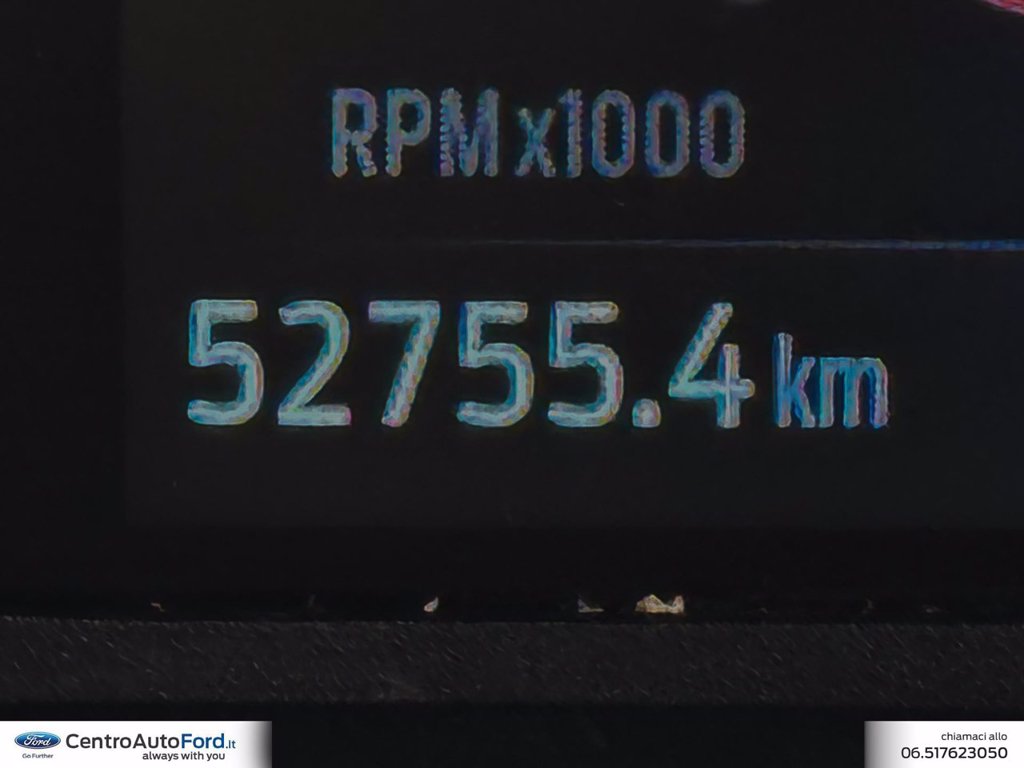 RPM x1000
52755.4 km
Ford
Go Further
CentroAutoFord.it
always with you
chiamaci allo
06.517623050